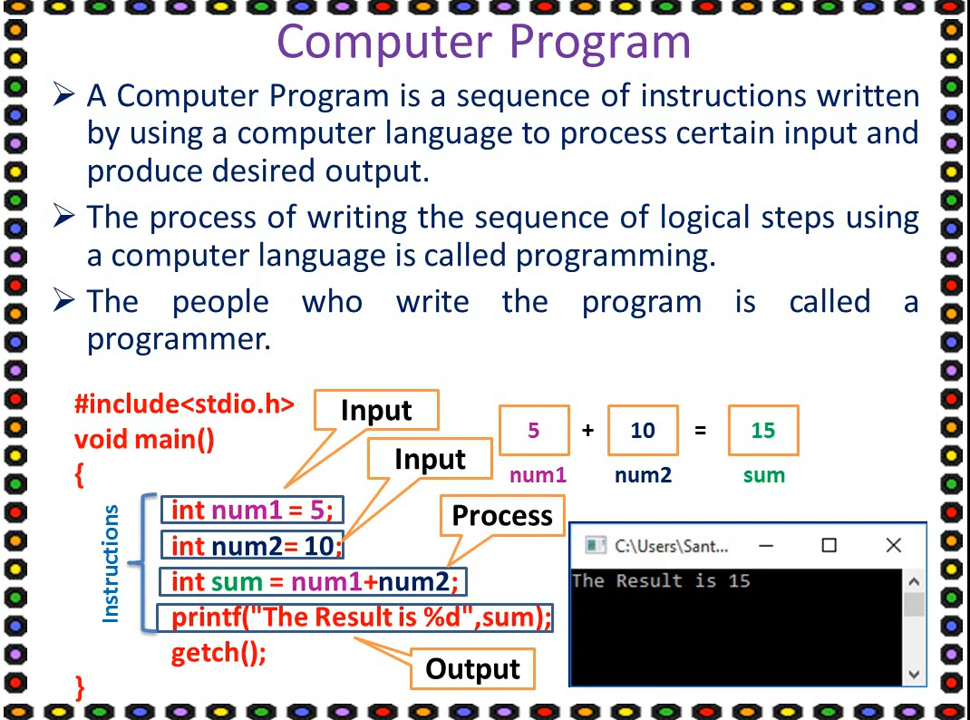 Computer Program
➢ A Computer Program is a sequence of instructions written
by using a computer language to process certain input and
produce desired output.
➢ The process of writing the sequence of logical steps using
a computer language is called programming.
➢ The people who write the program is called a
programmer.
#include<stdio.h>
void main()
{
Input
Input
Instructions
int num1 = 5;
int num2= 10;
Process
int sum = num1+num2;
printf("The Result is %d",sum);
getch();
Output
}
5 + 10 = 15
num1 num2 sum
C:\Users\Sant...
The Result is 15